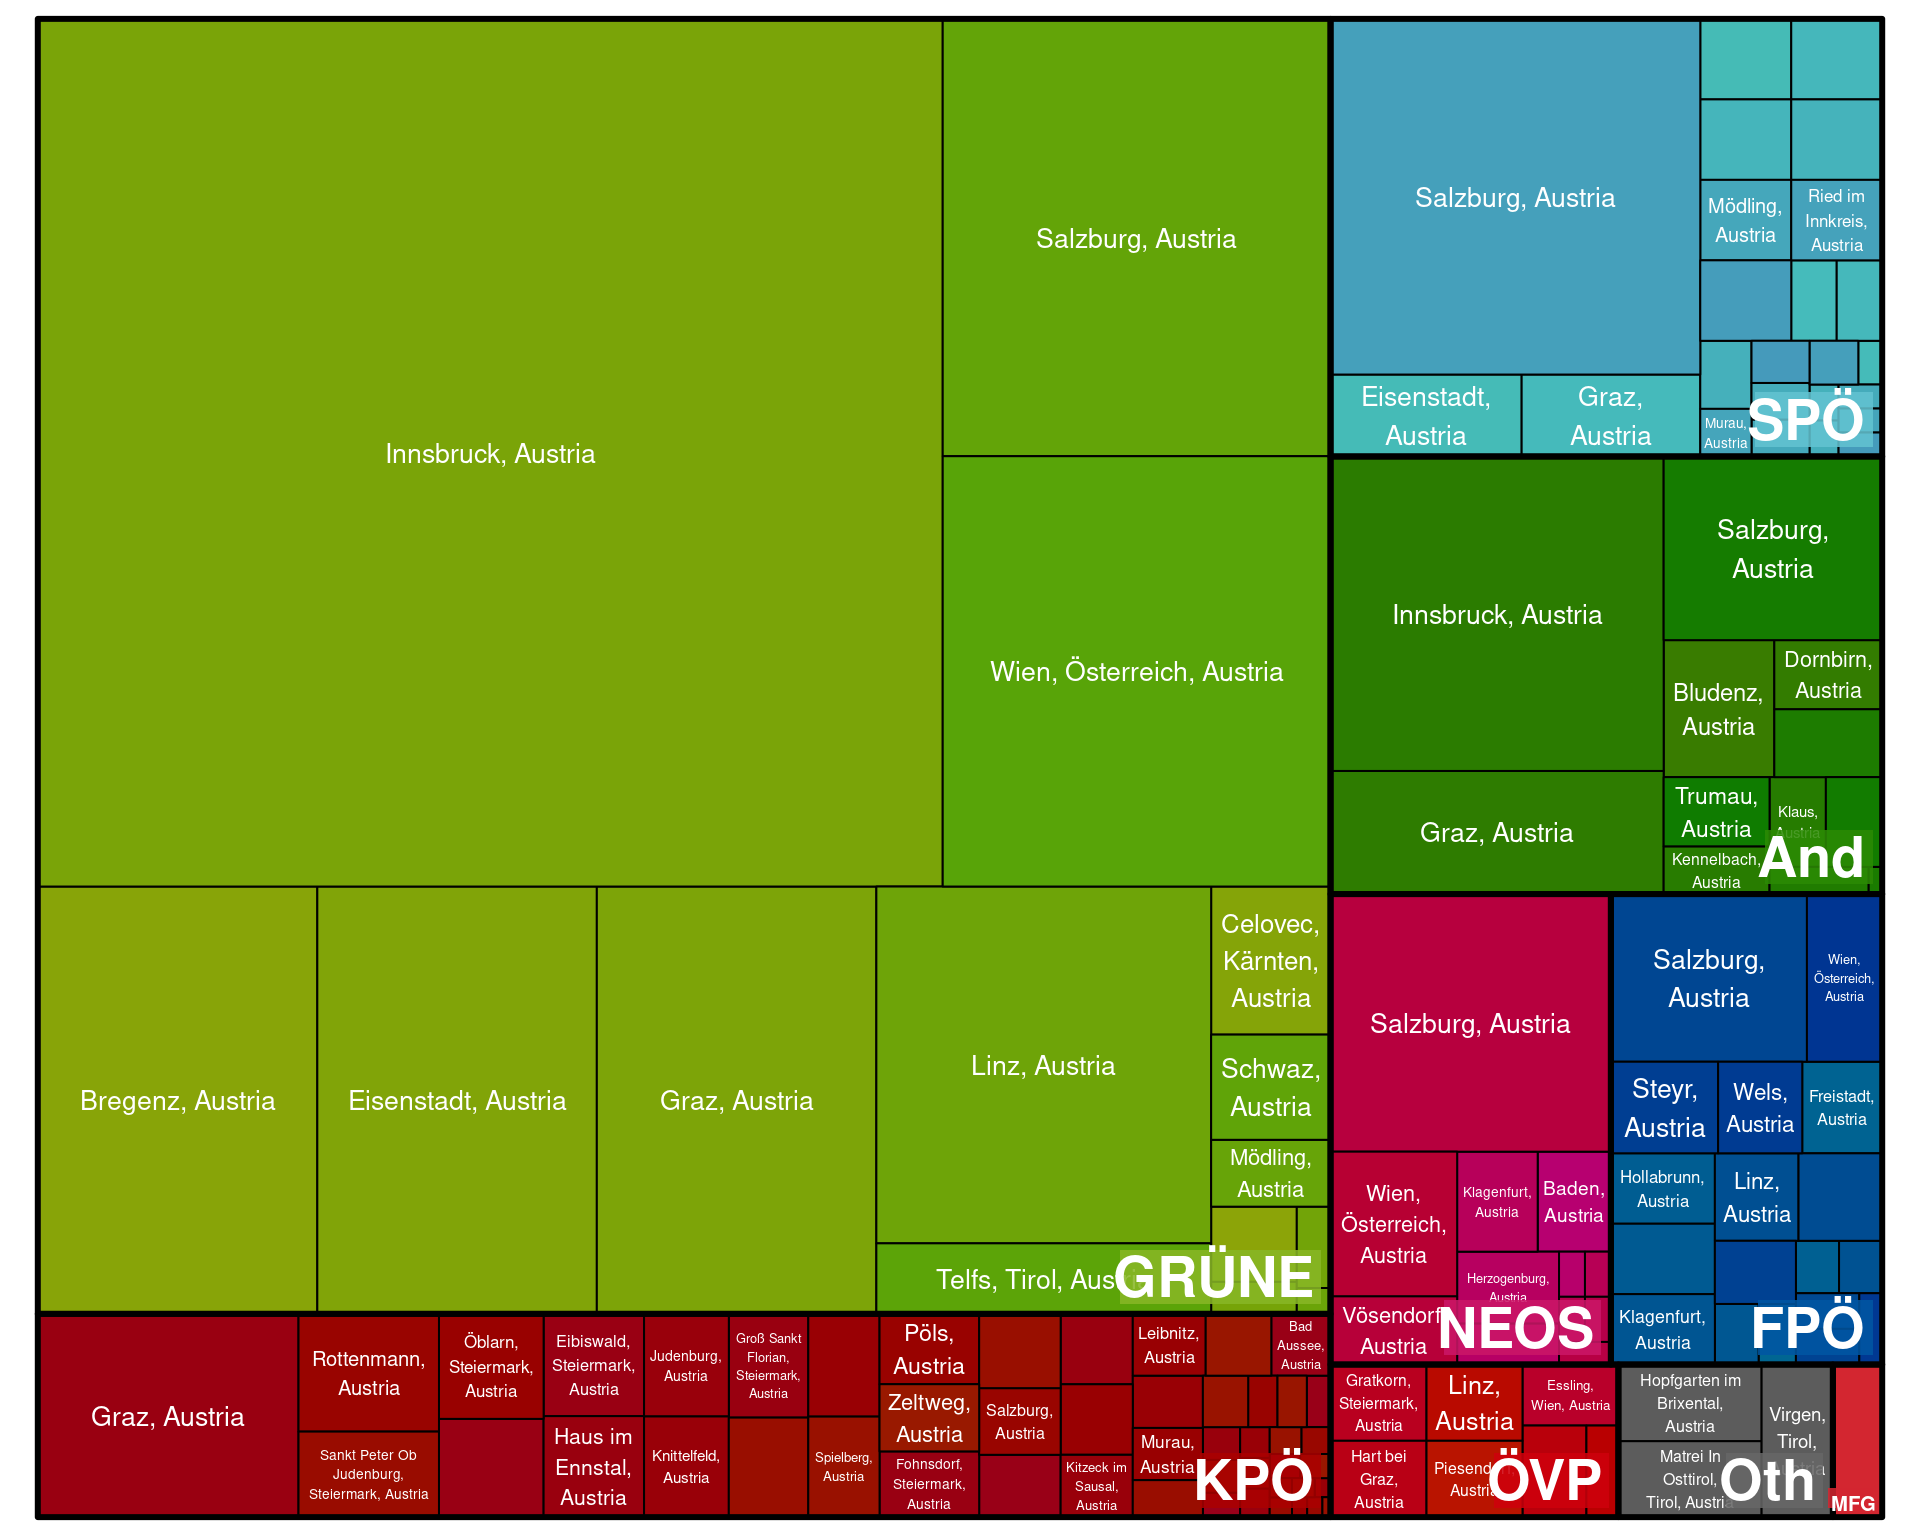 Innsbruck, Austria
Salzburg, Austria
Wien, Österreich, Austria
Bregenz, Austria
Eisenstadt, Austria
Graz, Austria
Linz, Austria
Celovec,
Kärnten,
Austria
Schwaz,
Austria
Mödling,
Austria
Telfs, Tirol, Aus
GRÜNE
Salzburg, Austria
Mödling,
Austria
Ried im
Innkreis,
Austria
Eisenstadt,
Austria
Graz,
Austria
Murau,
Austria
SPÖ
Innsbruck, Austria
Salzburg,
Austria
Bludenz,
Austria
Dornbirn,
Austria
Graz, Austria
Trumau,
Austria
Klaus,
Austria
Kennelbach,
Austria
And
Salzburg, Austria
Wien,
Österreich,
Austria
Klagenfurt,
Austria
Baden,
Austria
Herzogenburg,
Austria
Vösendorf
Austria
NEOS
Salzburg,
Austria
Wien,
Österreich,
Austria
Steyr,
Austria
Wels,
Austria
Freistadt,
Austria
Hollabrunn,
Austria
Linz,
Austria
Klagenfurt,
Austria
FPÖ
Graz, Austria
Rottenmann,
Austria
Sankt Peter Ob
Judenburg,
Steiermark, Austria
Öblarn,
Steiermark,
Austria
Eibiswald,
Steiermark,
Austria
Haus im
Ennstal,
Austria
Judenburg,
Austria
Knittelfeld,
Austria
Groß Sankt
Florian,
Steiermark,
Austria
Spielberg,
Austria
Pöls,
Austria
Zeltweg,
Austria
Fohnsdorf,
Steiermark,
Austria
Salzburg,
Austria
Kitzeck im
Sausal,
Austria
Leibnitz,
Austria
Bad
Aussee,
Austria
Murau,
Austria
KPÖ
Gratkorn,
Steiermark,
Austria
Hart bei
Graz,
Austria
Linz,
Austria
Piesendorf,
Austria
Essling,
Wien, Austria
ÖVP
Hopfgarten im
Brixental,
Austria
Matrei In
Osttirol,
Tirol, Austria
Virgen,
Tirol,
Austria
Oth
MFG